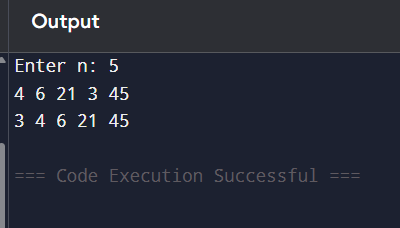 Output
Enter n: 5
4 6 21 3 45
3 4 6 21 45
=== Code Execution Successful ===